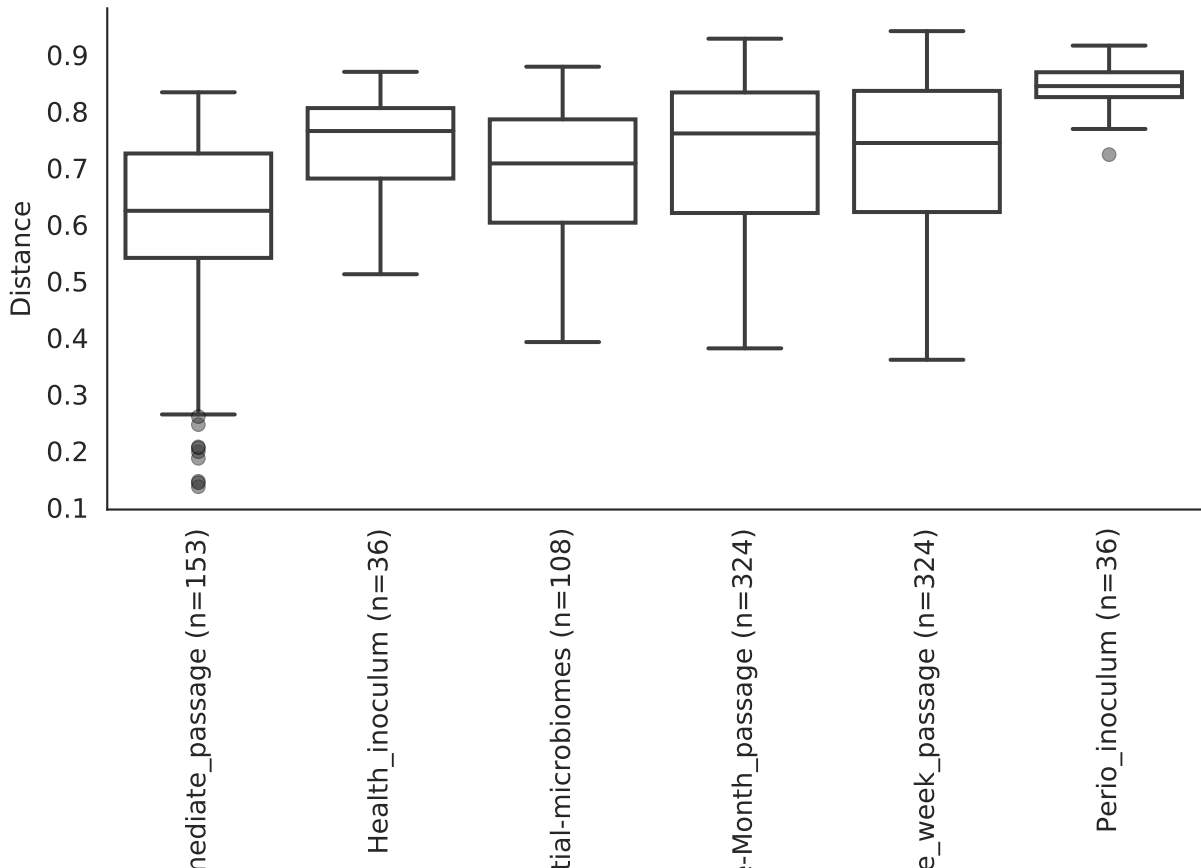 Distance
0.9
0.8
0.7
0.6
0.5
0.4
0.3
0.2
0.1
mediate_passage (n=153)
Health_inoculum (n=36)
tial-microbiomes (n=108)
e-Month_passage (n=324)
e_week_passage (n=324)
Perio_inoculum (n=36)